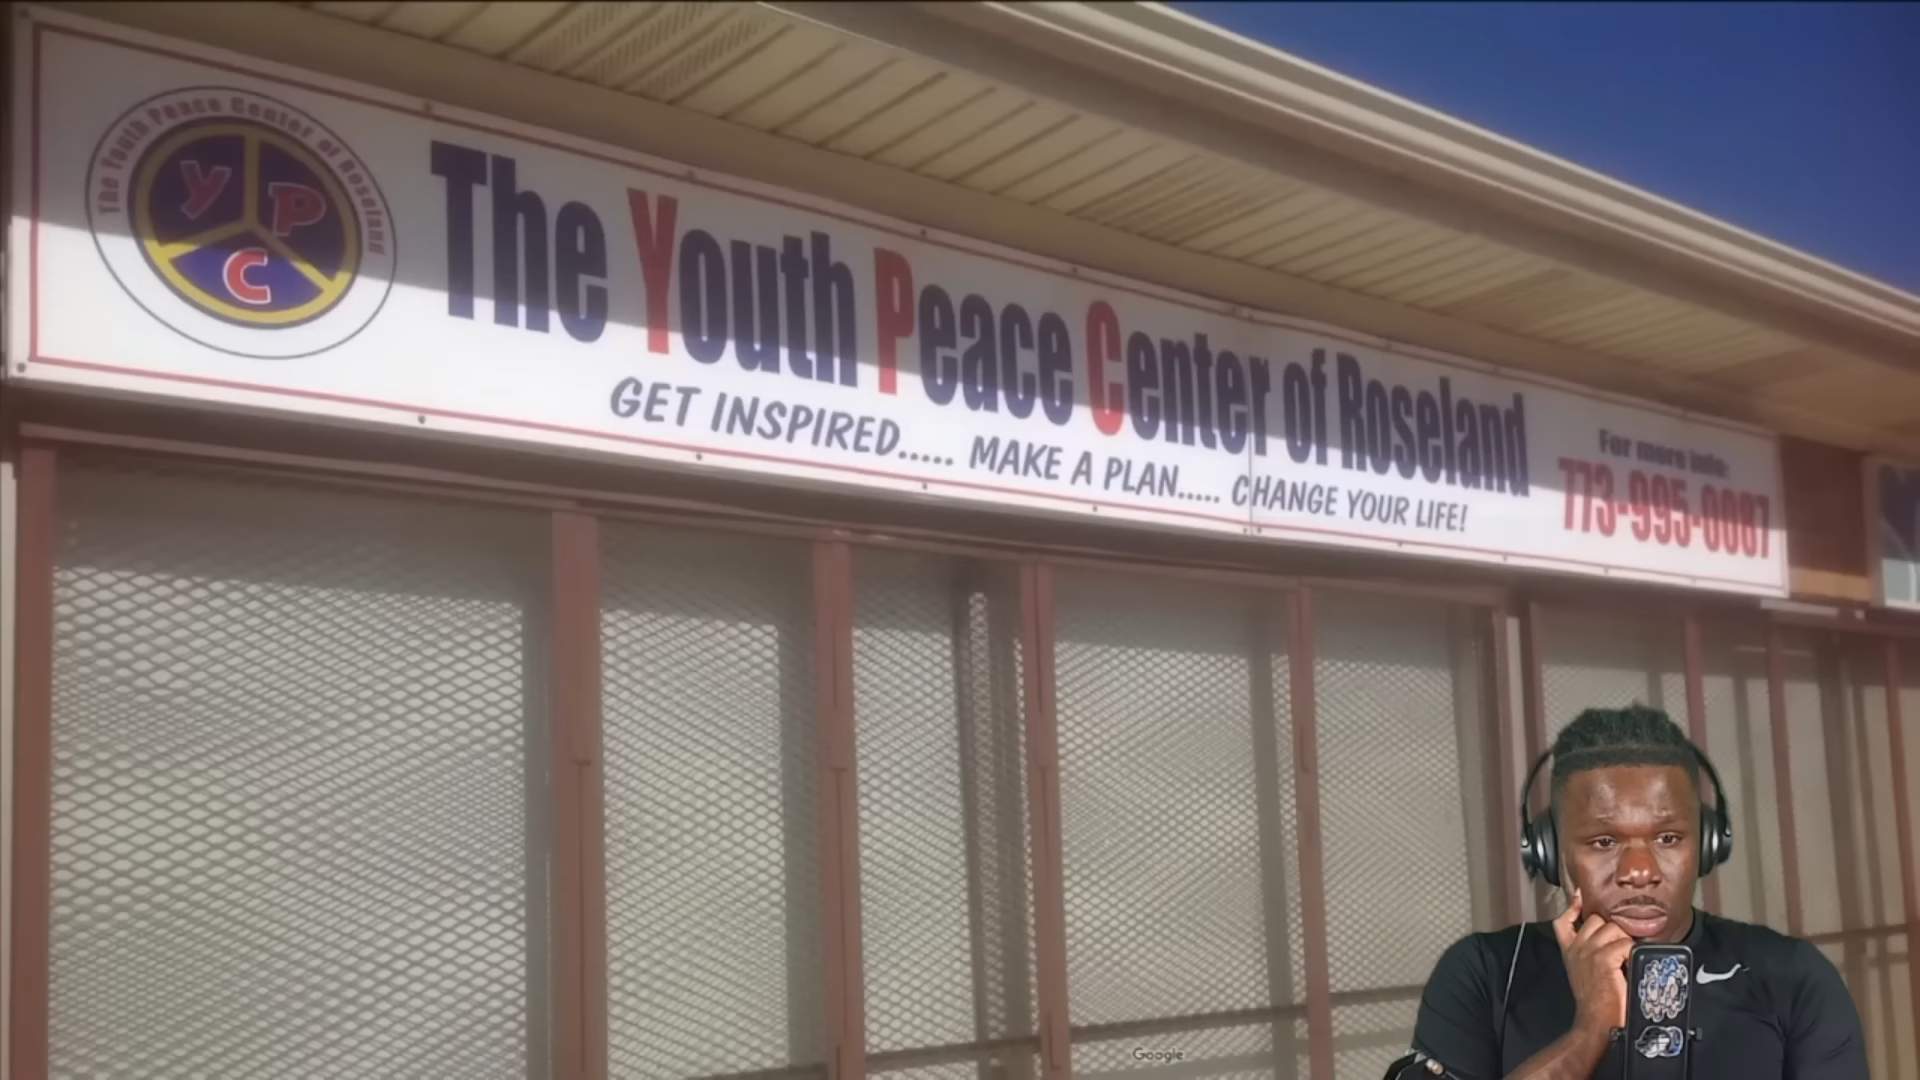 The Youth Peace Center of Roseland
Y P C
The Youth Peace Center of Roseland
GET INSPIRED..... MAKE A PLAN..... CHANGE YOUR LIFE!
For more info:
773-995-0087
Google